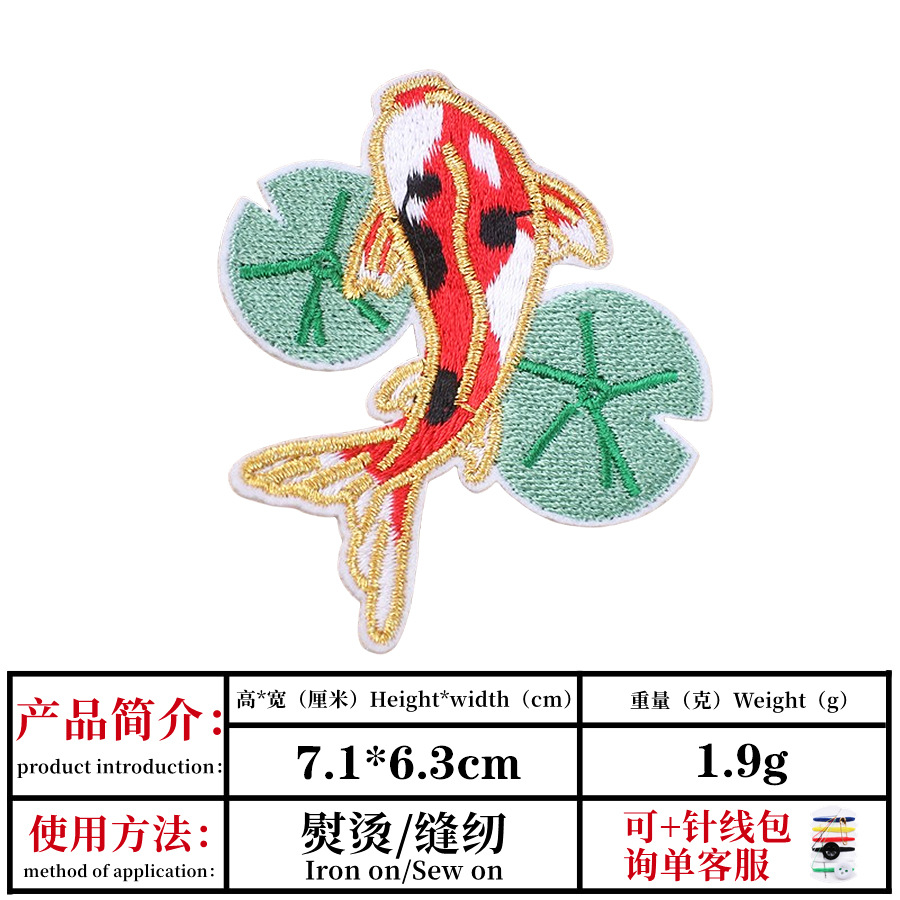 产品简介：
product introduction：
高*宽（厘米）Height*width（cm）
7.1*6.3cm
重量（克）Weight（g）
1.9g
使用方法：
method of application：
熨烫/缝纫
Iron on/Sew on
可+针线包
询单客服